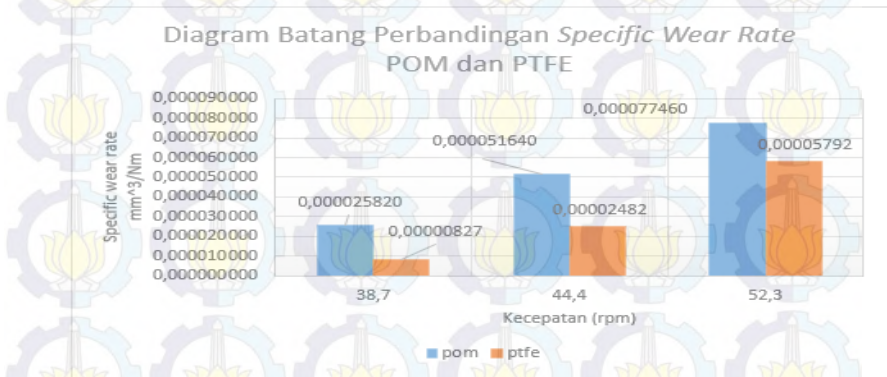 Diagram Batang Perbandingan Specific Wear Rate
POM dan PTFE
Specific wear rate
mm^3/Nm
0,000090000
0,000080000
0,000070000
0,000060000
0,000050000
0,000040000
0,000030000
0,000020000
0,000010000
0,000000000
0,000025820
0,00000827
0,000051640
0,00002482
0,000077460
0,00005792
38,7
44,4
52,3
Kecepatan (rpm)
pom
ptfe